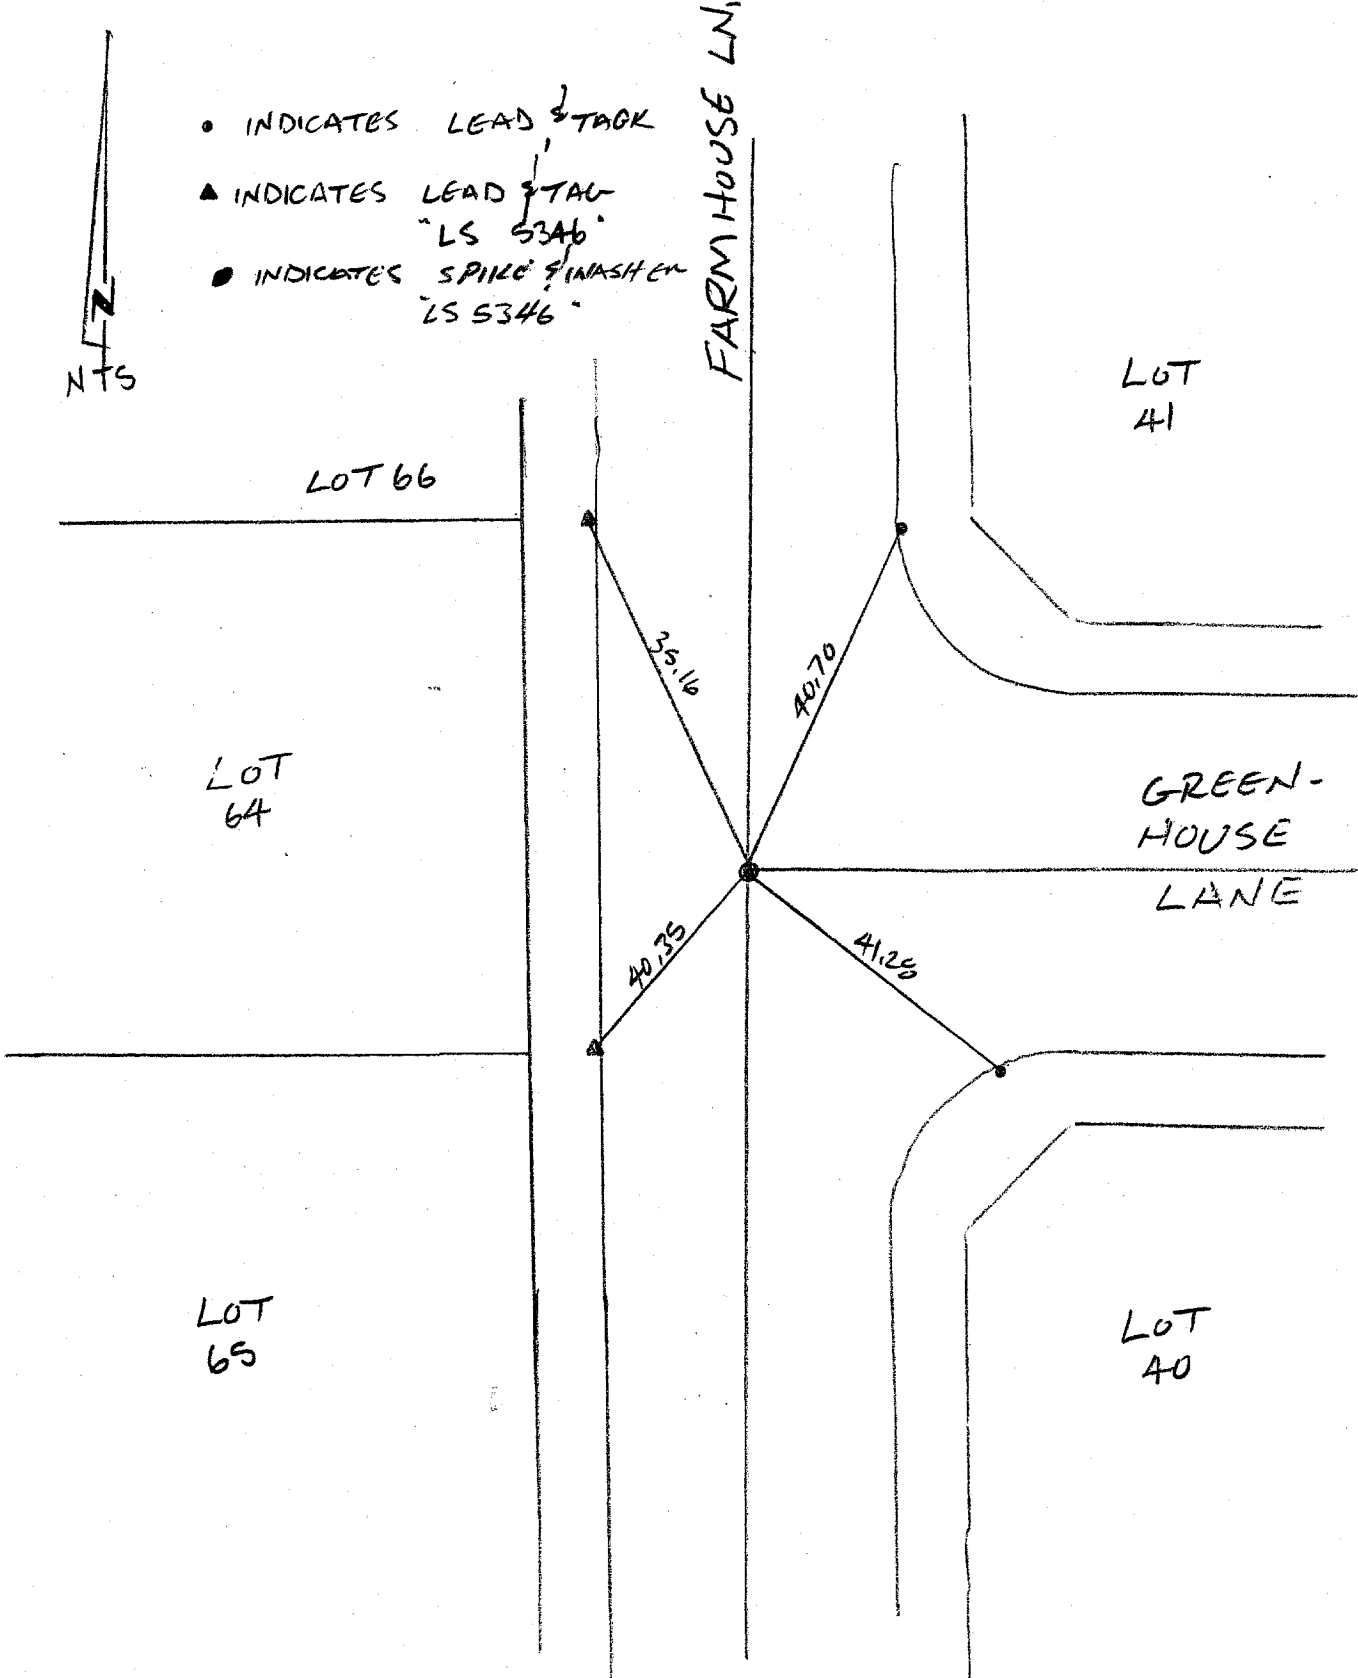 FARMHOUSE LN.
• INDICATES LEAD & TACK
▲ INDICATES LEAD & TAG
"LS 5346"
● INDICATES SPIKE & WASHER
"LS 5346"
N
NTS
LOT
41
LOT 66
35.16
40.70
LOT
64
GREEN-
HOUSE
LANE
40.35
41.25
LOT
65
LOT
40